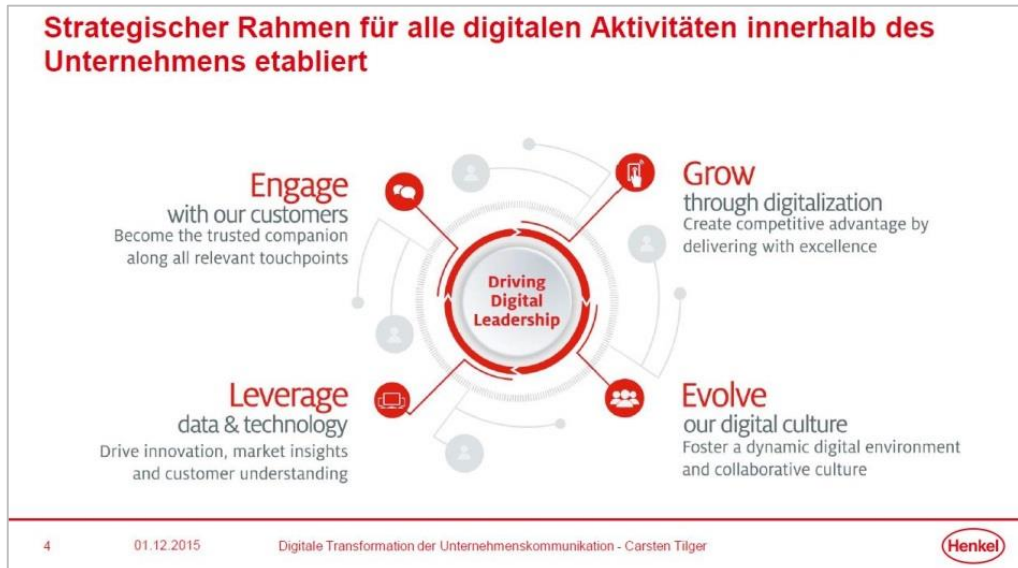 Strategischer Rahmen für alle digitalen Aktivitäten innerhalb des
Unternehmens etabliert
Engage
with our customers
Become the trusted companion
along all relevant touchpoints
Grow
through digitalization
Create competitive advantage by
delivering with excellence
Driving
Digital
Leadership
Leverage
data & technology
Drive innovation, market insights
and customer understanding
Evolve
our digital culture
Foster a dynamic digital environment
and collaborative culture
4 01.12.2015 Digitale Transformation der Unternehmenskommunikation - Carsten Tilger Henkel